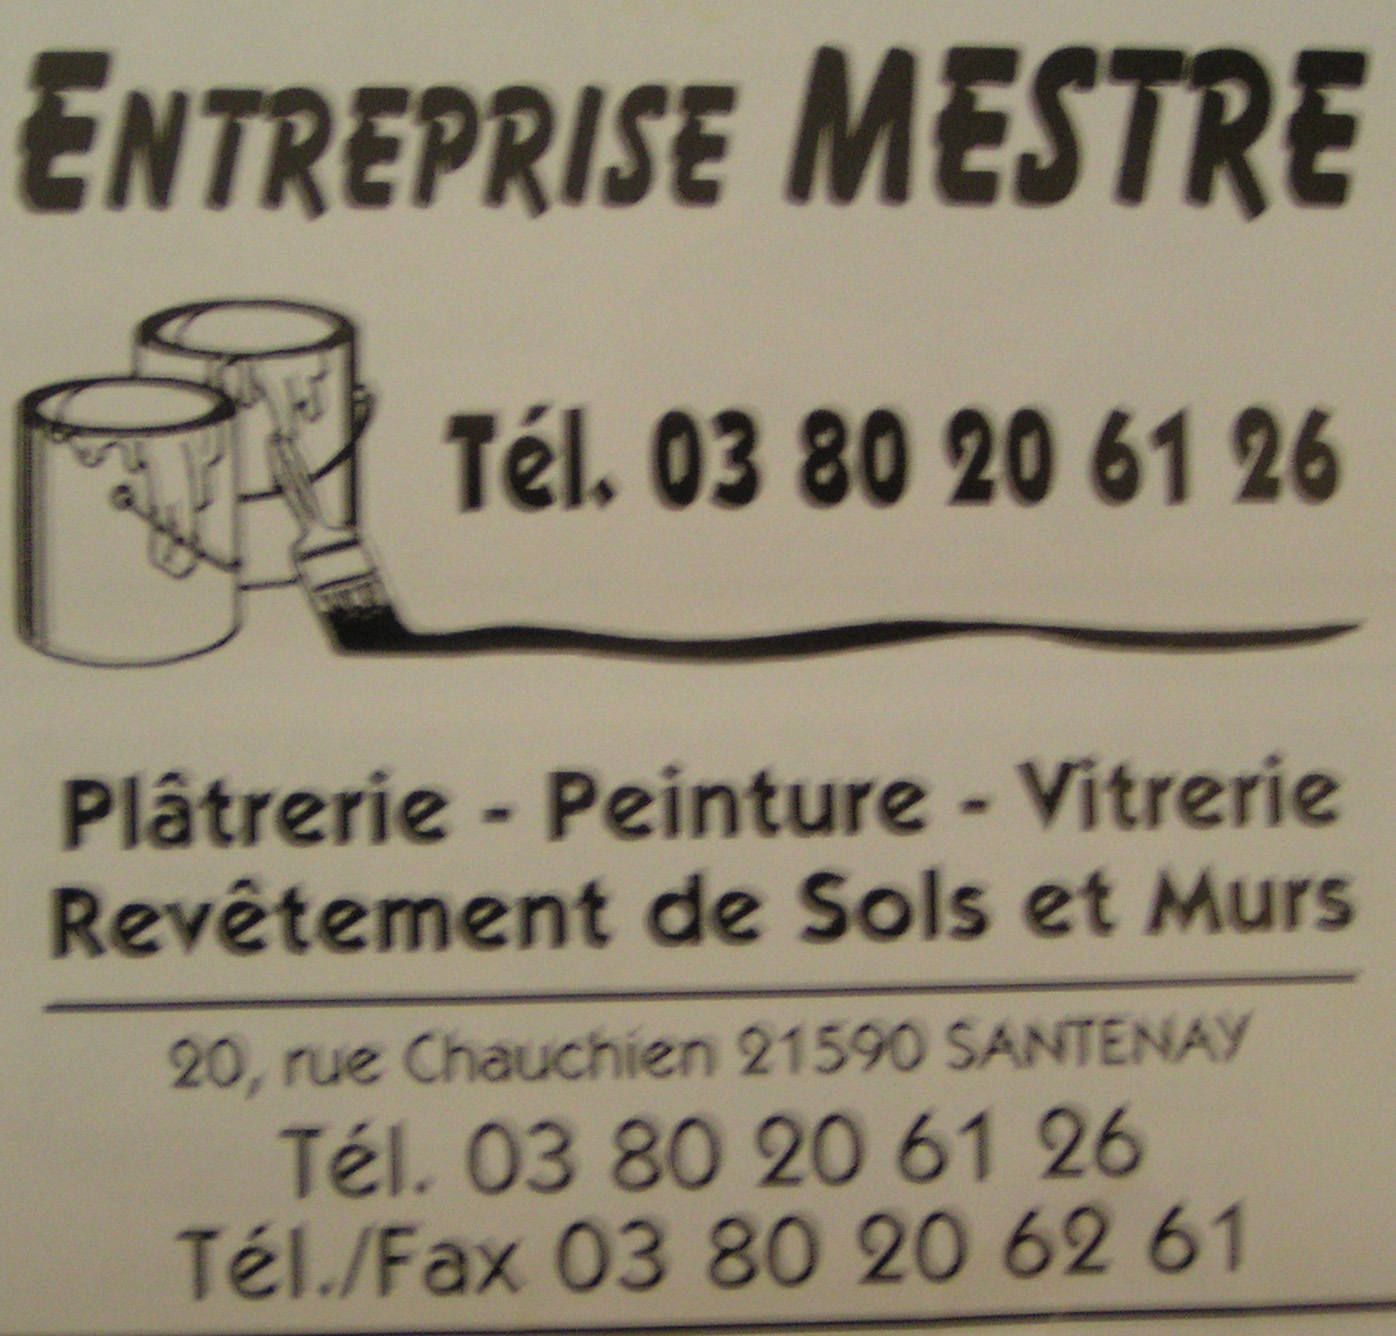 ENTREPRISE MESTRE
Tél. 03 80 20 61 26
Plâtrerie - Peinture - Vitrerie
Revêtement de Sols et Murs
20, rue Chauchien 21590 SANTENAY
Tél. 03 80 20 61 26
Tél./Fax 03 80 20 62 61